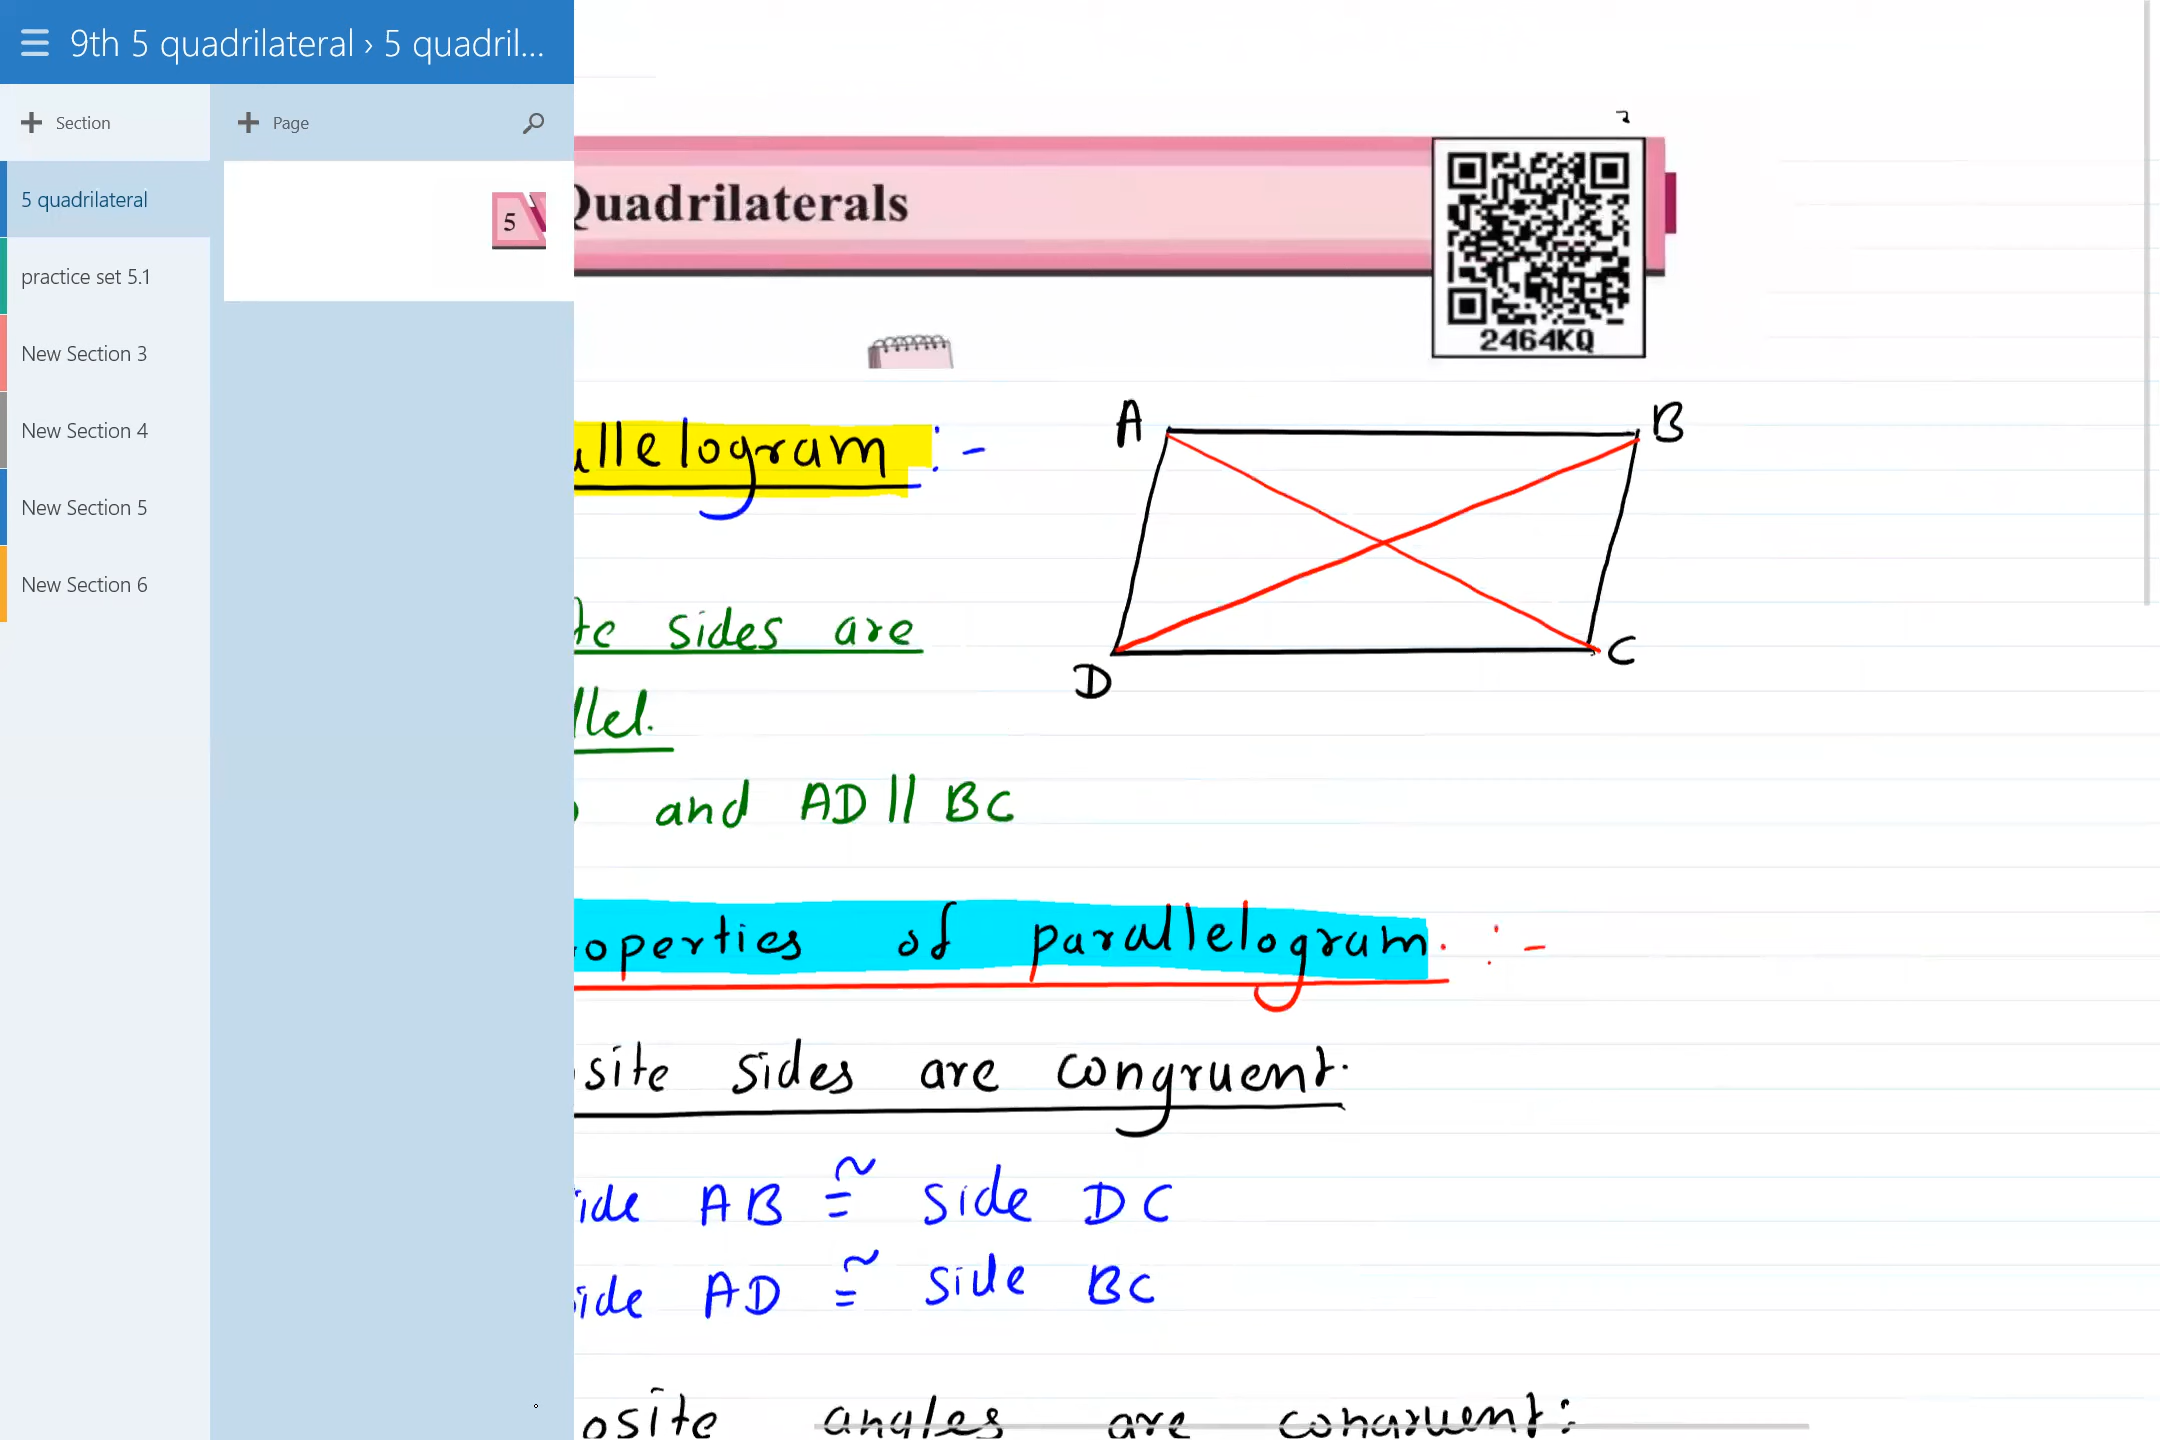 9th 5 quadrilateral › 5 quadril...
Section
Page
5 quadrilateral
practice set 5.1
New Section 3
New Section 4
New Section 5
New Section 6
5
Quadrilaterals
2464KQ
A B
D C
allelogram :-
te sides are
llel.
and AD || BC
operties of parallelogram. :-
site sides are congruent.
ide AB ≅ side DC
ide AD ≅ side BC
osite angles are congruent: